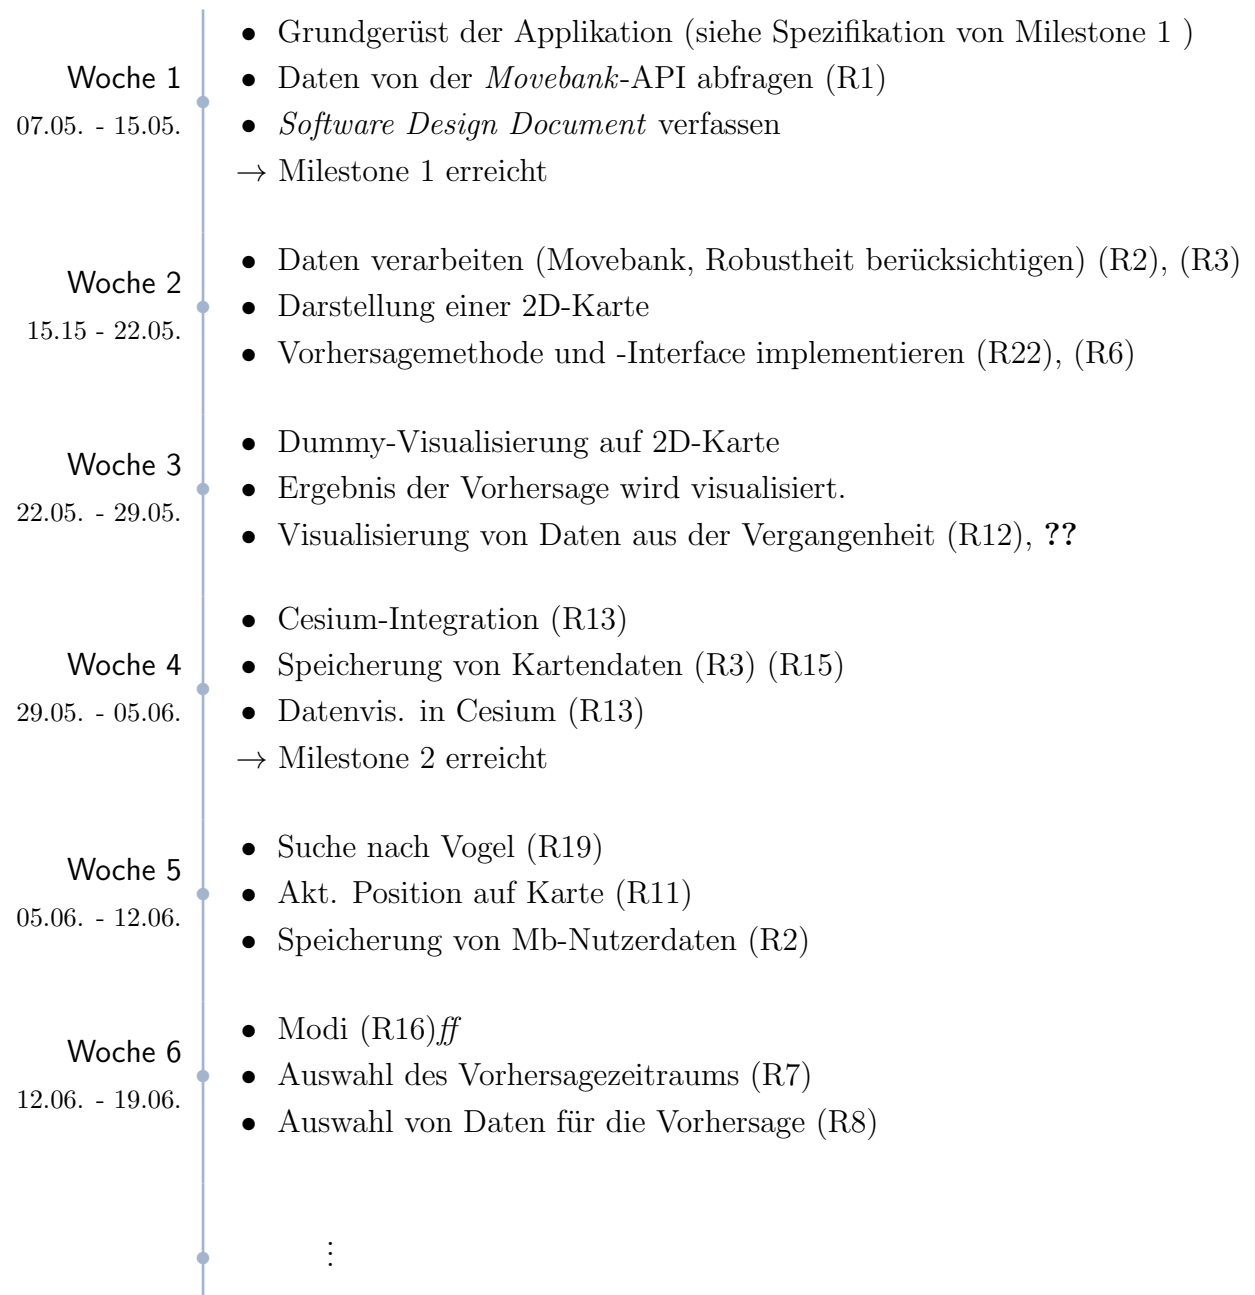 Woche 1
07.05. - 15.05.
• Grundgerüst der Applikation (siehe Spezifikation von Milestone 1 )
• Daten von der Movebank-API abfragen (R1)
• Software Design Document verfassen
→ Milestone 1 erreicht
Woche 2
15.15 - 22.05.
• Daten verarbeiten (Movebank, Robustheit berücksichtigen) (R2), (R3)
• Darstellung einer 2D-Karte
• Vorhersagemethode und -Interface implementieren (R22), (R6)
Woche 3
22.05. - 29.05.
• Dummy-Visualisierung auf 2D-Karte
• Ergebnis der Vorhersage wird visualisiert.
• Visualisierung von Daten aus der Vergangenheit (R12), ??
Woche 4
29.05. - 05.06.
• Cesium-Integration (R13)
• Speicherung von Kartendaten (R3) (R15)
• Datenvis. in Cesium (R13)
→ Milestone 2 erreicht
Woche 5
05.06. - 12.06.
• Suche nach Vogel (R19)
• Akt. Position auf Karte (R11)
• Speicherung von Mb-Nutzerdaten (R2)
Woche 6
12.06. - 19.06.
• Modi (R16)ff
• Auswahl des Vorhersagezeitraums (R7)
• Auswahl von Daten für die Vorhersage (R8)
⋮